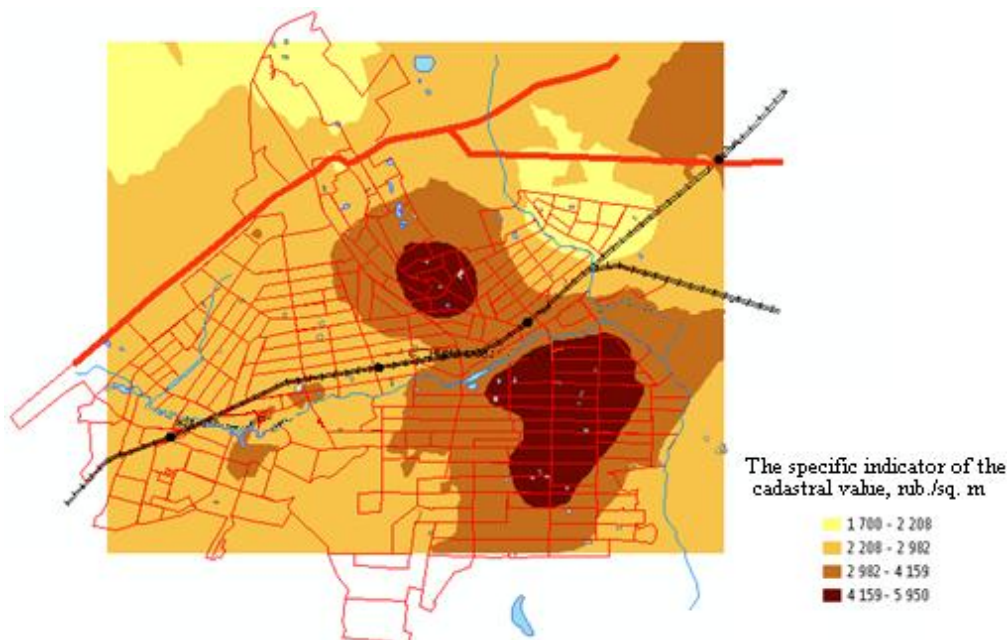 The specific indicator of the
cadastral value, rub./sq. m
1 700 - 2 208
2 208 - 2 982
2 982 - 4 159
4 159 - 5 950